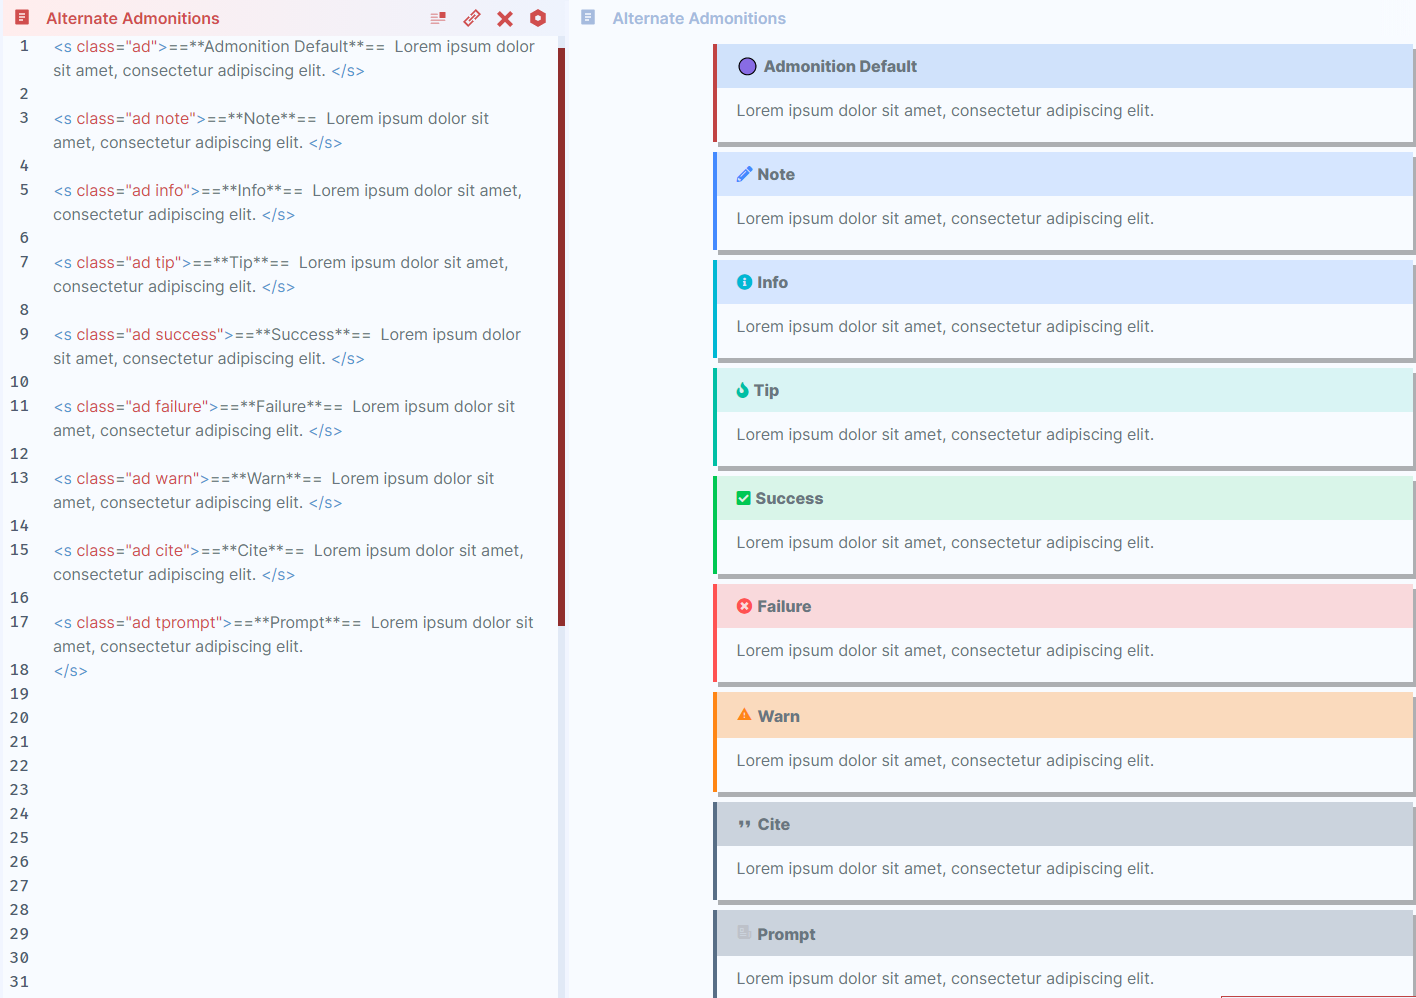 Alternate Admonitions
1 <s class="ad">==**Admonition Default**==  Lorem ipsum dolor
sit amet, consectetur adipiscing elit. </s>
2
3 <s class="ad note">==**Note**==  Lorem ipsum dolor sit
amet, consectetur adipiscing elit. </s>
4
5 <s class="ad info">==**Info**==  Lorem ipsum dolor sit amet,
consectetur adipiscing elit. </s>
6
7 <s class="ad tip">==**Tip**==  Lorem ipsum dolor sit amet,
consectetur adipiscing elit. </s>
8
9 <s class="ad success">==**Success**==  Lorem ipsum dolor
sit amet, consectetur adipiscing elit. </s>
10
11 <s class="ad failure">==**Failure**==  Lorem ipsum dolor sit
amet, consectetur adipiscing elit. </s>
12
13 <s class="ad warn">==**Warn**==  Lorem ipsum dolor sit
amet, consectetur adipiscing elit. </s>
14
15 <s class="ad cite">==**Cite**==  Lorem ipsum dolor sit amet,
consectetur adipiscing elit. </s>
16
17 <s class="ad tprompt">==**Prompt**==  Lorem ipsum dolor sit
amet, consectetur adipiscing elit.
18 </s>
19
20
21
22
23
24
25
26
27
28
29
30
31
Alternate Admonitions
Admonition Default
Lorem ipsum dolor sit amet, consectetur adipiscing elit.
Note
Lorem ipsum dolor sit amet, consectetur adipiscing elit.
Info
Lorem ipsum dolor sit amet, consectetur adipiscing elit.
Tip
Lorem ipsum dolor sit amet, consectetur adipiscing elit.
Success
Lorem ipsum dolor sit amet, consectetur adipiscing elit.
Failure
Lorem ipsum dolor sit amet, consectetur adipiscing elit.
Warn
Lorem ipsum dolor sit amet, consectetur adipiscing elit.
Cite
Lorem ipsum dolor sit amet, consectetur adipiscing elit.
Prompt
Lorem ipsum dolor sit amet, consectetur adipiscing elit.